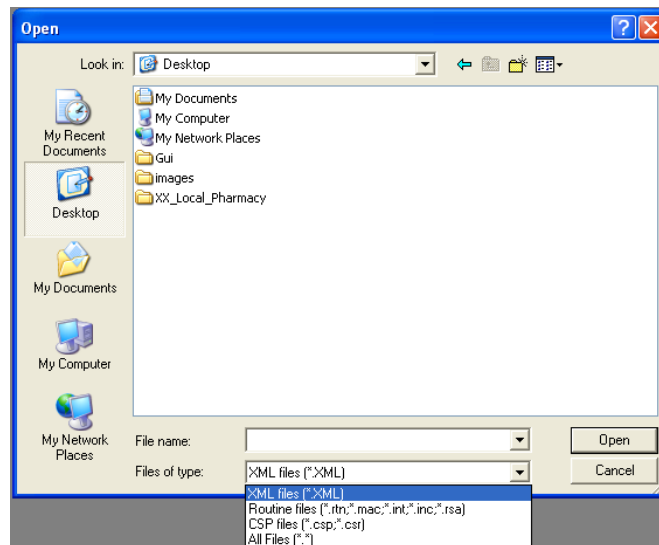 Open
Look in: Desktop
My Recent
Documents
Desktop
My Documents
My Computer
My Network
Places
My Documents
My Computer
My Network Places
Gui
images
XX_Local_Pharmacy
File name:
Open
Files of type: XML files (*.XML)
Cancel
XML files (*.XML)
Routine files (*.rtn;*.mac;*.int;*.inc;*.rsa)
CSP files (*.csp;*.csr)
All Files (*.*)